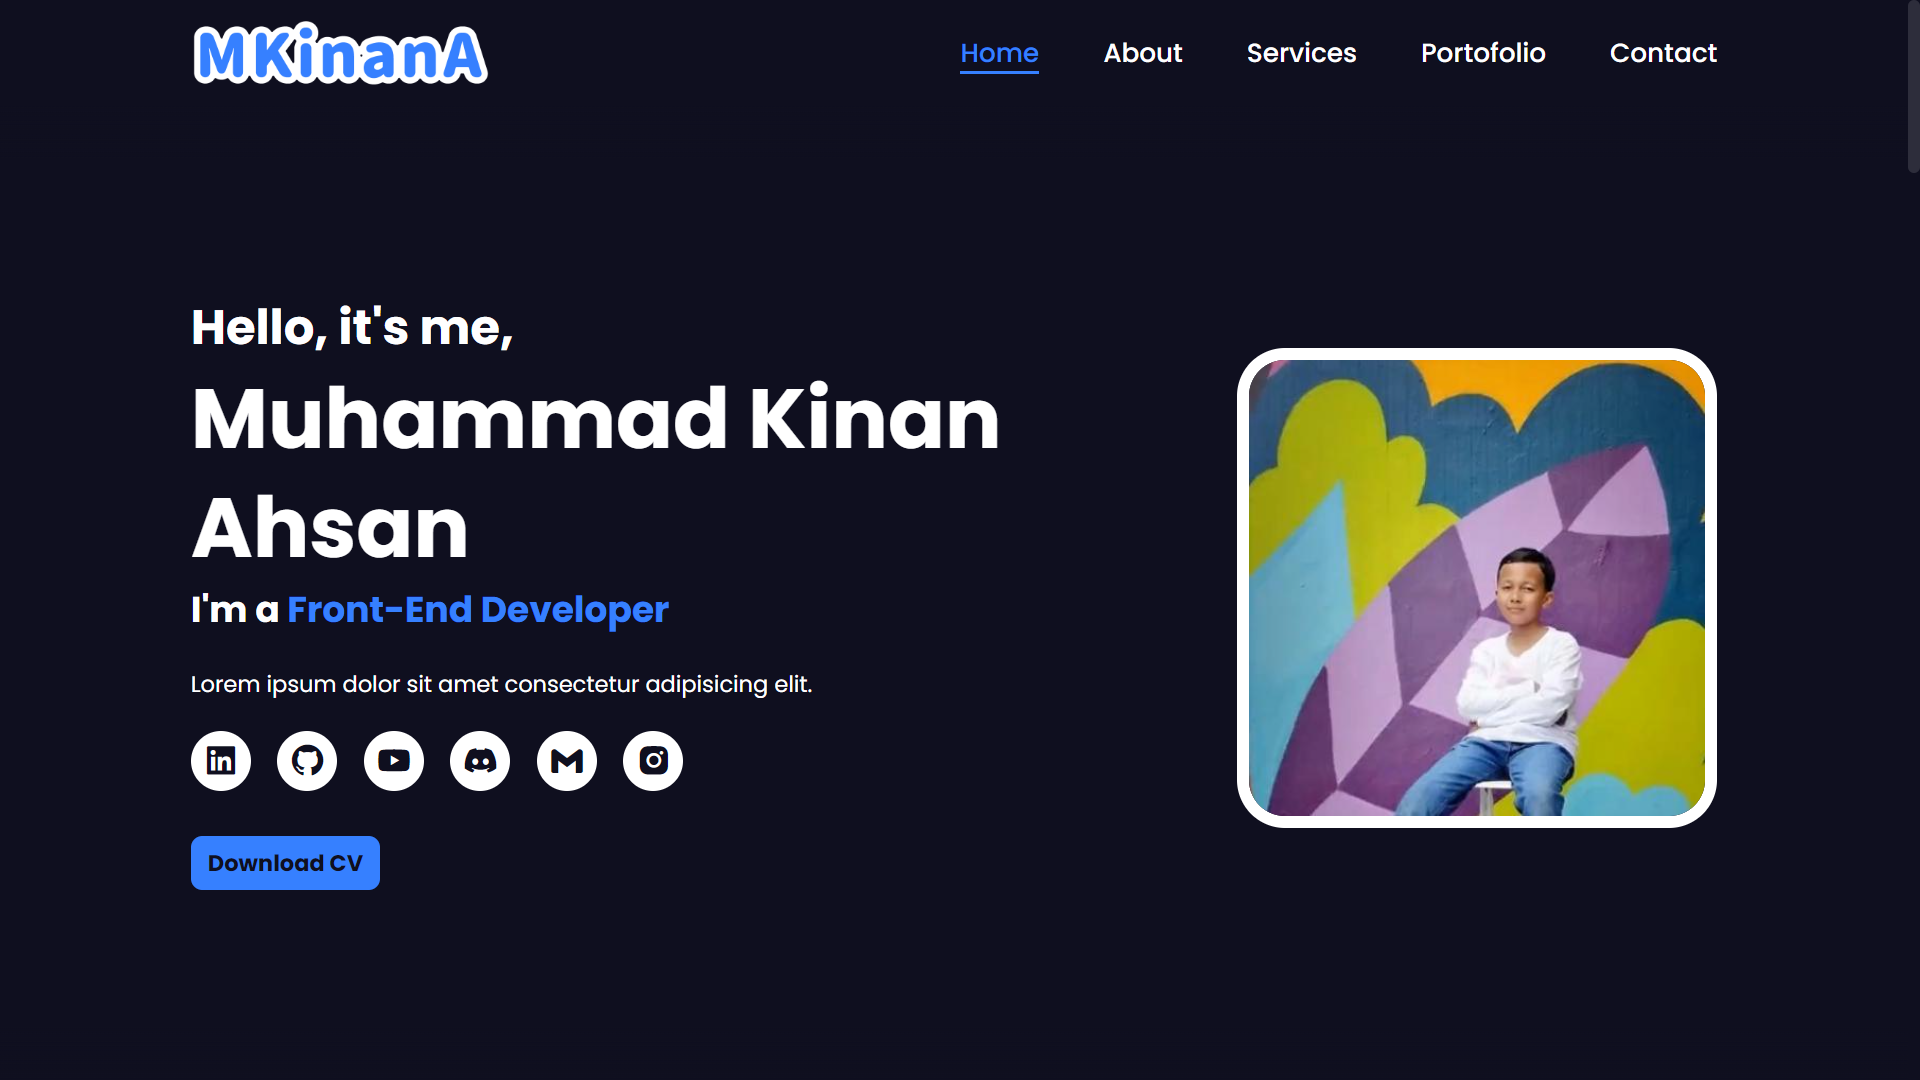 MKinanA
Home About Services Portofolio Contact
Hello, it's me,
Muhammad Kinan
Ahsan
I'm a Front-End Developer
Lorem ipsum dolor sit amet consectetur adipisicing elit.
Download CV